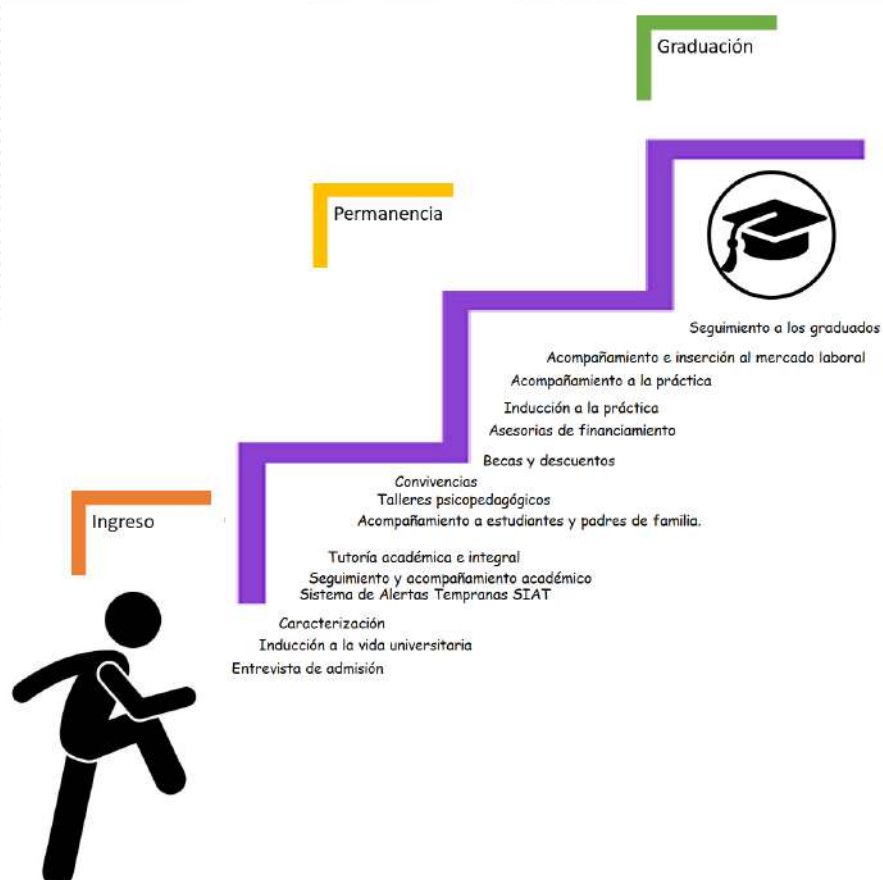 Graduación
Permanencia
Seguimiento a los graduados
Acompañamiento e inserción al mercado laboral
Acompañamiento a la práctica
Inducción a la práctica
Asesorias de financiamiento
Becas y descuentos
Convivencias
Talleres psicopedagógicos
Ingreso
Acompañamiento a estudiantes y padres de familia.
Tutoría académica e integral
Seguimiento y acompañamiento académico
Sistema de Alertas Tempranas SIAT
Caracterización
Inducción a la vida universitaria
Entrevista de admisión